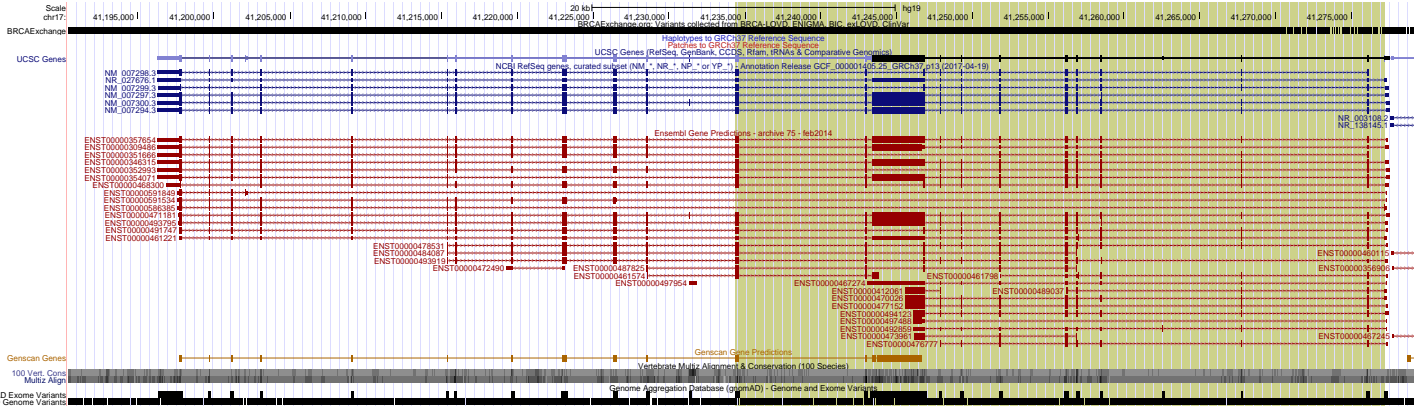 Scale 20 kb hg19
chr17: 41,195,000 41,200,000 41,205,000 41,210,000 41,215,000 41,220,000 41,225,000 41,230,000 41,235,000 41,240,000 41,245,000 41,250,000 41,255,000 41,260,000 41,265,000 41,270,000 41,275,000
BRCAExchange.org: Variants collected from BRCA-LOVD, ENIGMA, BIC, exLOVD, ClinVar
BRCAExchange
Haplotypes to GRCh37 Reference Sequence
Patches to GRCh37 Reference Sequence
UCSC Genes (RefSeq, GenBank, CCDS, Rfam, tRNAs & Comparative Genomics)
UCSC Genes
NCBI RefSeq genes, curated subset (NM_*, NR_*, NP_* or YP_*) - Annotation Release GCF_000001405.25_GRCh37.p13 (2017-04-19)
NM_007298.3
NR_027676.1
NM_007299.3
NM_007297.3
NM_007300.3
NM_007294.3
NR_003108.2
NR_138145.1
Ensembl Gene Predictions - archive 75 - feb2014
ENST00000357654
ENST00000309486
ENST00000351666
ENST00000346315
ENST00000352993
ENST00000354071
ENST00000468300
ENST00000591849
ENST00000591534
ENST00000586385
ENST00000471181
ENST00000493795
ENST00000491747
ENST00000461221
ENST00000478531
ENST00000484087 ENST00000460115
ENST00000493919
ENST00000472490 ENST00000487825 ENST00000356906
ENST00000461574 ENST00000461798
ENST00000497954 ENST00000467274
ENST00000412061 ENST00000489037
ENST00000470026
ENST00000477152
ENST00000494123
ENST00000497488
ENST00000492859
ENST00000473961 ENST00000467245
ENST00000476777
Genscan Gene Predictions
Genscan Genes
Vertebrate Multiz Alignment & Conservation (100 Species)
100 Vert. Cons
Multiz Align
Genome Aggregation Database (gnomAD) - Genome and Exome Variants
D Exome Variants
Genome Variants